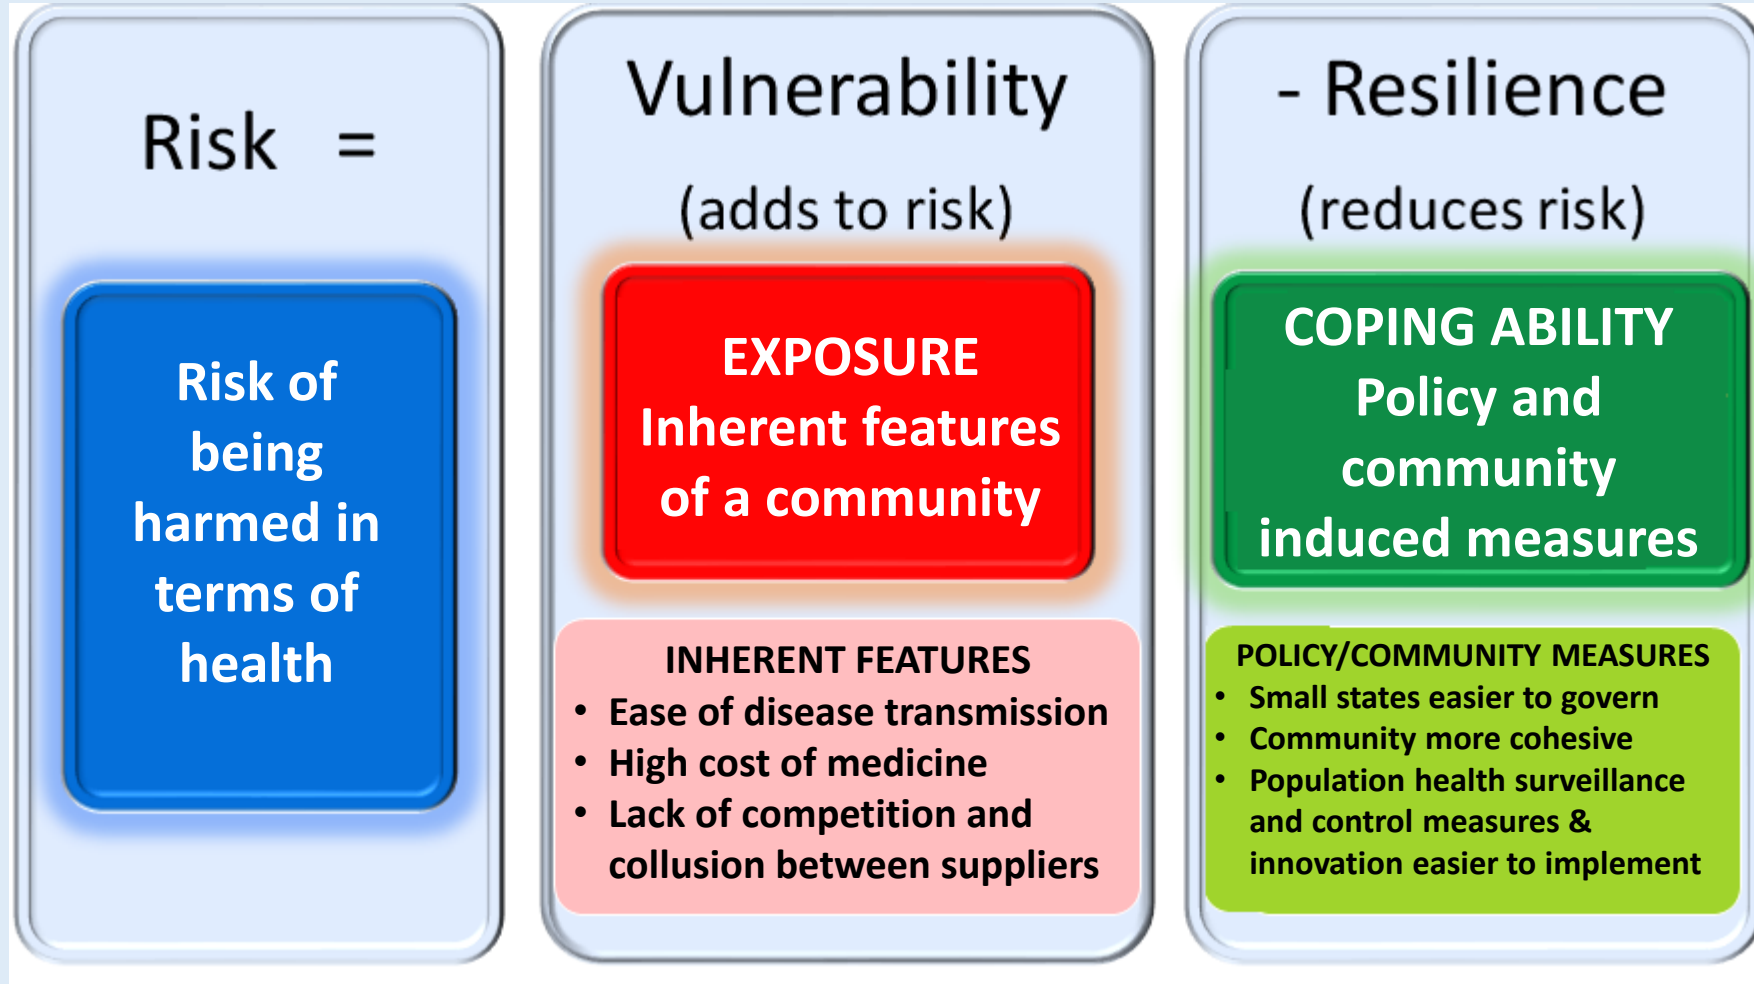 Risk =
Risk of
being
harmed in
terms of
health
Vulnerability
(adds to risk)
EXPOSURE
Inherent features
of a community
INHERENT FEATURES
• Ease of disease transmission
• High cost of medicine
• Lack of competition and
collusion between suppliers
- Resilience
(reduces risk)
COPING ABILITY
Policy and
community
induced measures
POLICY/COMMUNITY MEASURES
• Small states easier to govern
• Community more cohesive
• Population health surveillance
and control measures &
innovation easier to implement